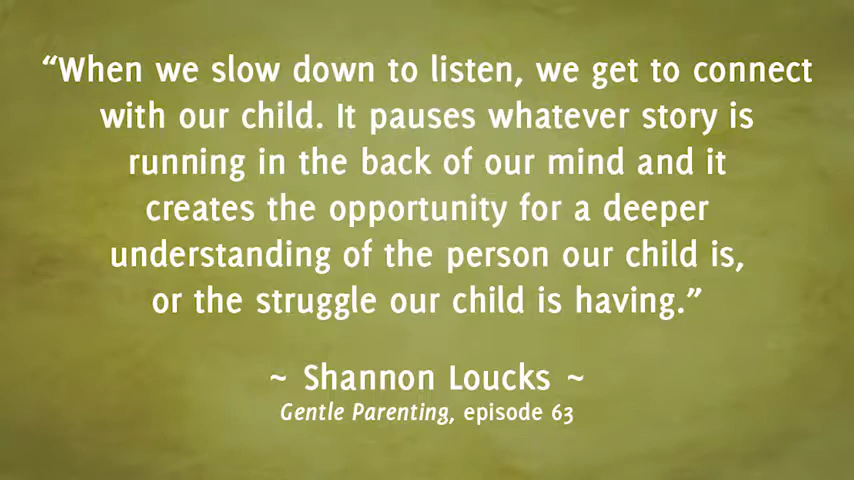 “When we slow down to listen, we get to connect
with our child. It pauses whatever story is
running in the back of our mind and it
creates the opportunity for a deeper
understanding of the person our child is,
or the struggle our child is having.”
~ Shannon Loucks ~
Gentle Parenting, episode 63